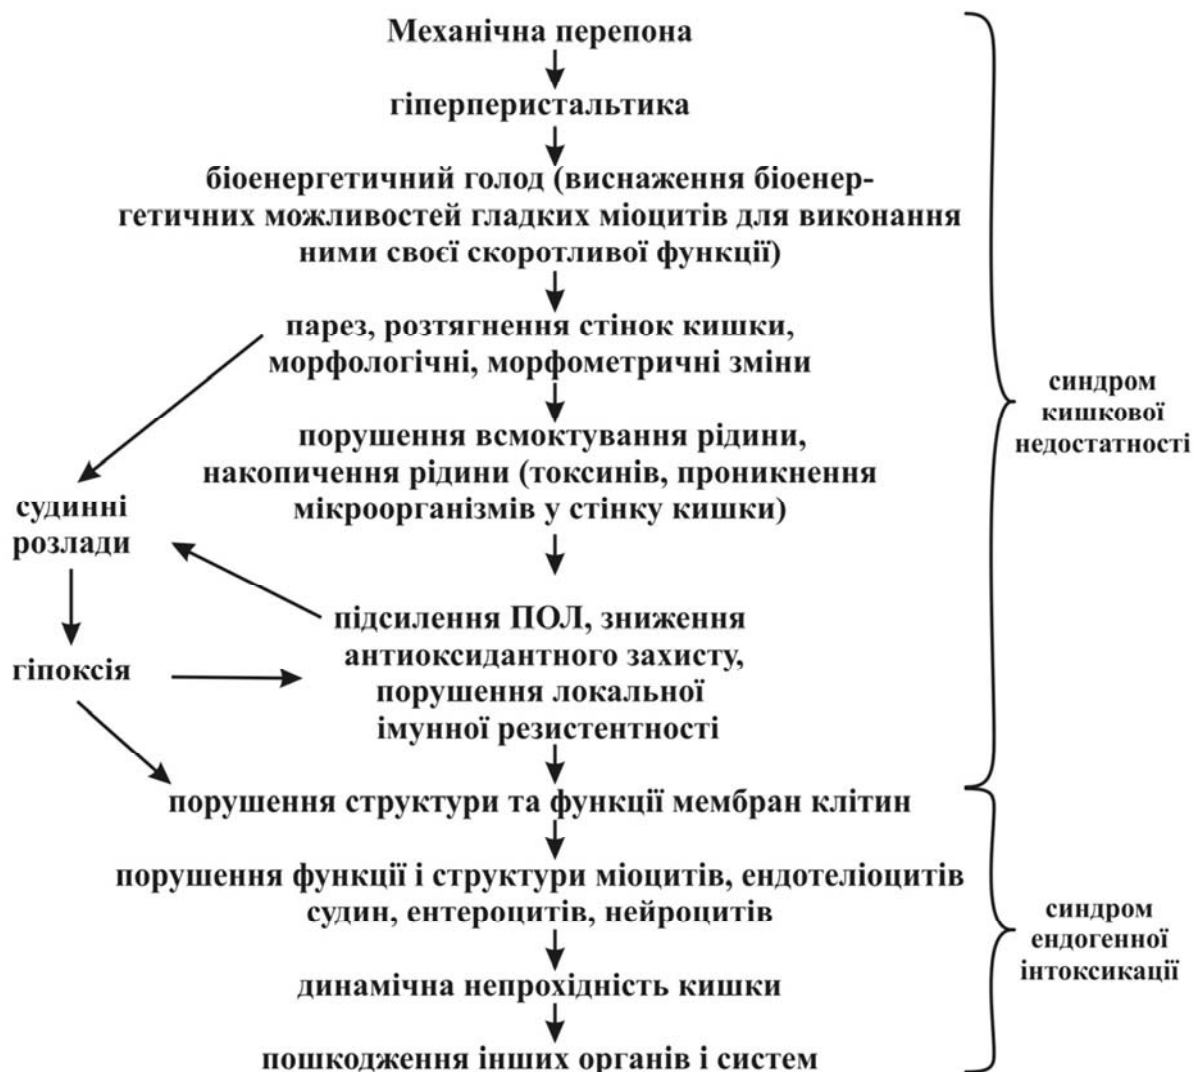 Механічна перепона
гіперперистальтика
біоенергетичний голод (виснаження біоенер-
гетичних можливостей гладких міоцитів для виконання
ними своєї скоротливої функції)
парез, розтягнення стінок кишки,
морфологічні, морфометричні зміни
порушення всмоктування рідини,
накопичення рідини (токсинів, проникнення
мікроорганізмів у стінку кишки)
судинні
розлади
гіпоксія
підсилення ПОЛ, зниження
антиоксидантного захисту,
порушення локальної
імунної резистентності
порушення структури та функції мембран клітин
порушення функції і структури міоцитів, ендотеліоцитів
судин, ентероцитів, нейроцитів
динамічна непрохідність кишки
пошкодження інших органів і систем
синдром
кишкової
недостатності
синдром
ендогенної
інтоксикації